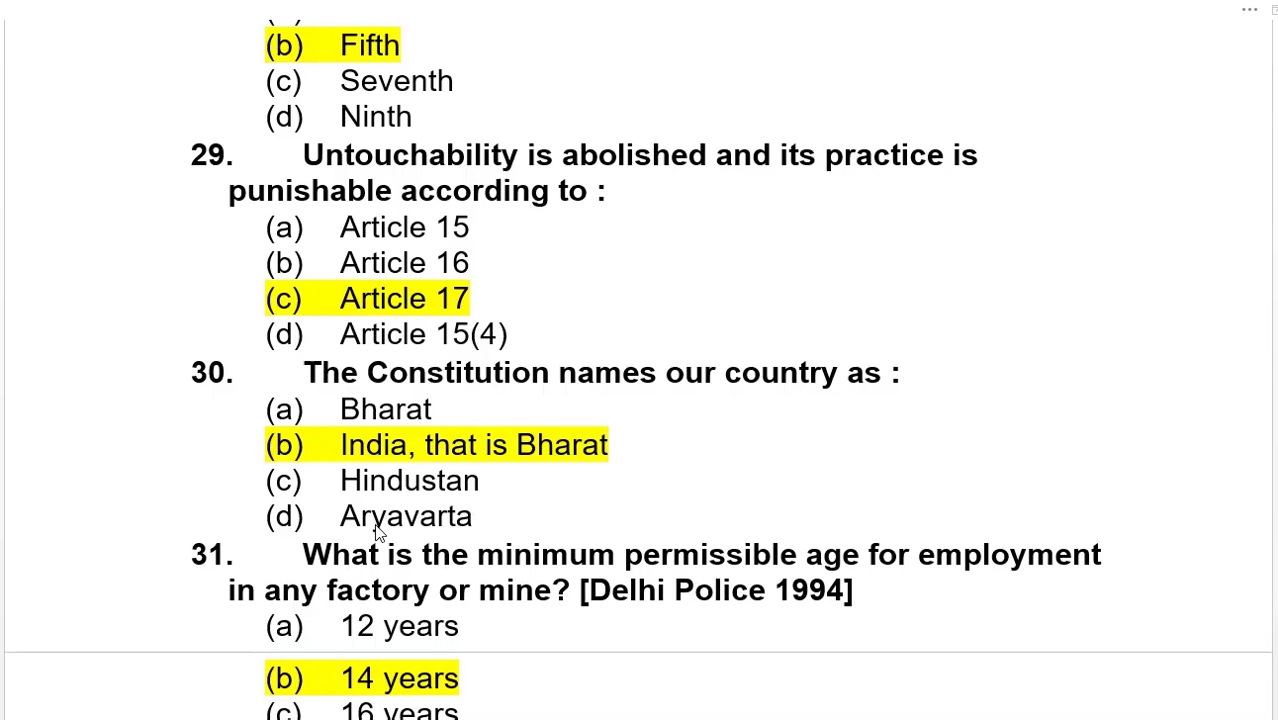 (b) Fifth
(c) Seventh
(d) Ninth
29. Untouchability is abolished and its practice is
punishable according to :
(a) Article 15
(b) Article 16
(c) Article 17
(d) Article 15(4)
30. The Constitution names our country as :
(a) Bharat
(b) India, that is Bharat
(c) Hindustan
(d) Aryavarta
31. What is the minimum permissible age for employment
in any factory or mine? [Delhi Police 1994]
(a) 12 years
(b) 14 years
(c) 16 years